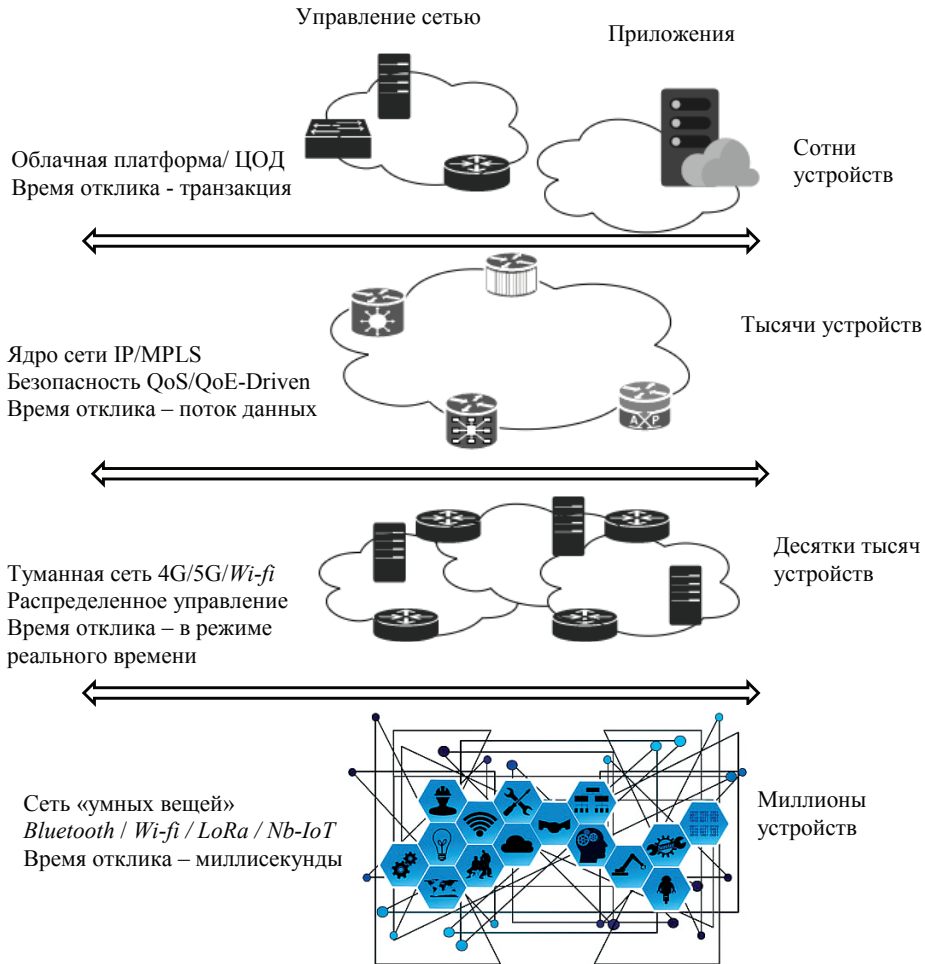 Управление сетью
Приложения
Облачная платформа/ ЦОД
Время отклика - транзакция
Сотни
устройств
Тысячи устройств
Ядро сети IP/MPLS
Безопасность QoS/QoE-Driven
Время отклика – поток данных
A P
Туманная сеть 4G/5G/Wi-fi
Распределенное управление
Время отклика – в режиме
реального времени
Десятки тысяч
устройств
Сеть «умных вещей»
Bluetooth / Wi-fi / LoRa / Nb-IoT
Время отклика – миллисекунды
Миллионы
устройств